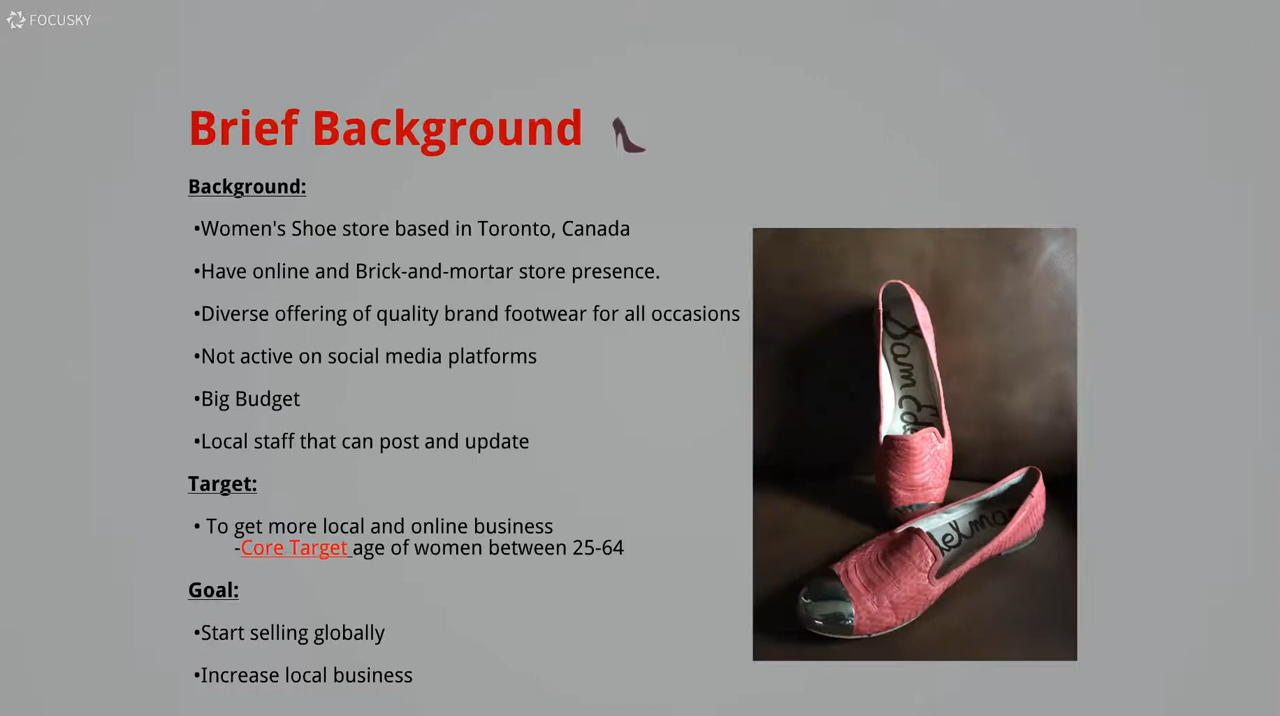 FOCUSKY
Brief Background
Background:
•Women's Shoe store based in Toronto, Canada
•Have online and Brick-and-mortar store presence.
•Diverse offering of quality brand footwear for all occasions
•Not active on social media platforms
•Big Budget
•Local staff that can post and update
Target:
• To get more local and online business
-Core Target age of women between 25-64
Goal:
•Start selling globally
•Increase local business
Sam Ede
elman